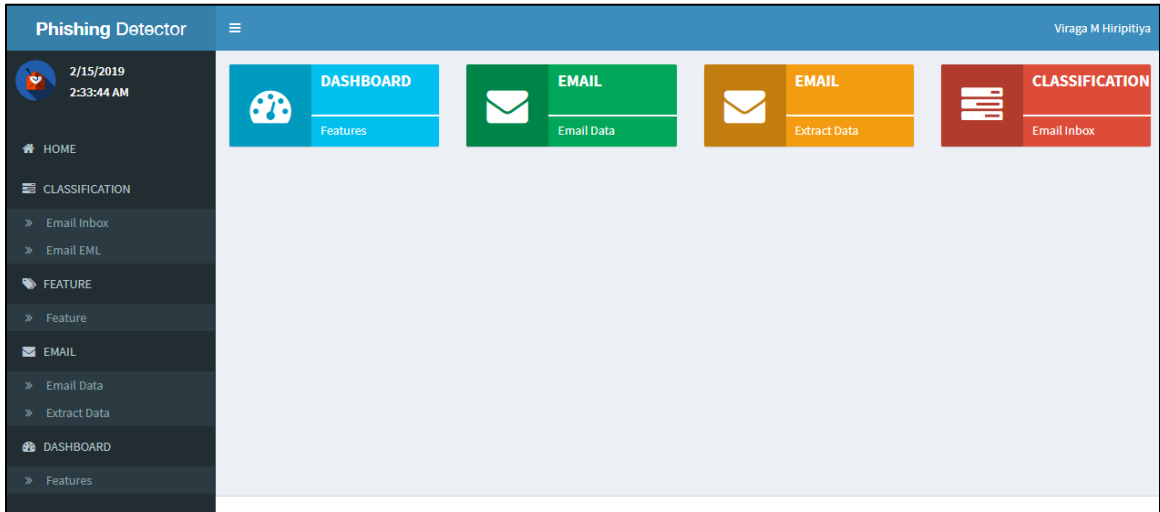 Phishing Detector
Viraga M Hiripitiya
2/15/2019
2:33:44 AM
HOME
CLASSIFICATION
Email Inbox
Email EML
FEATURE
Feature
EMAIL
Email Data
Extract Data
DASHBOARD
Features
DASHBOARD
Features
EMAIL
Email Data
EMAIL
Extract Data
CLASSIFICATION
Email Inbox